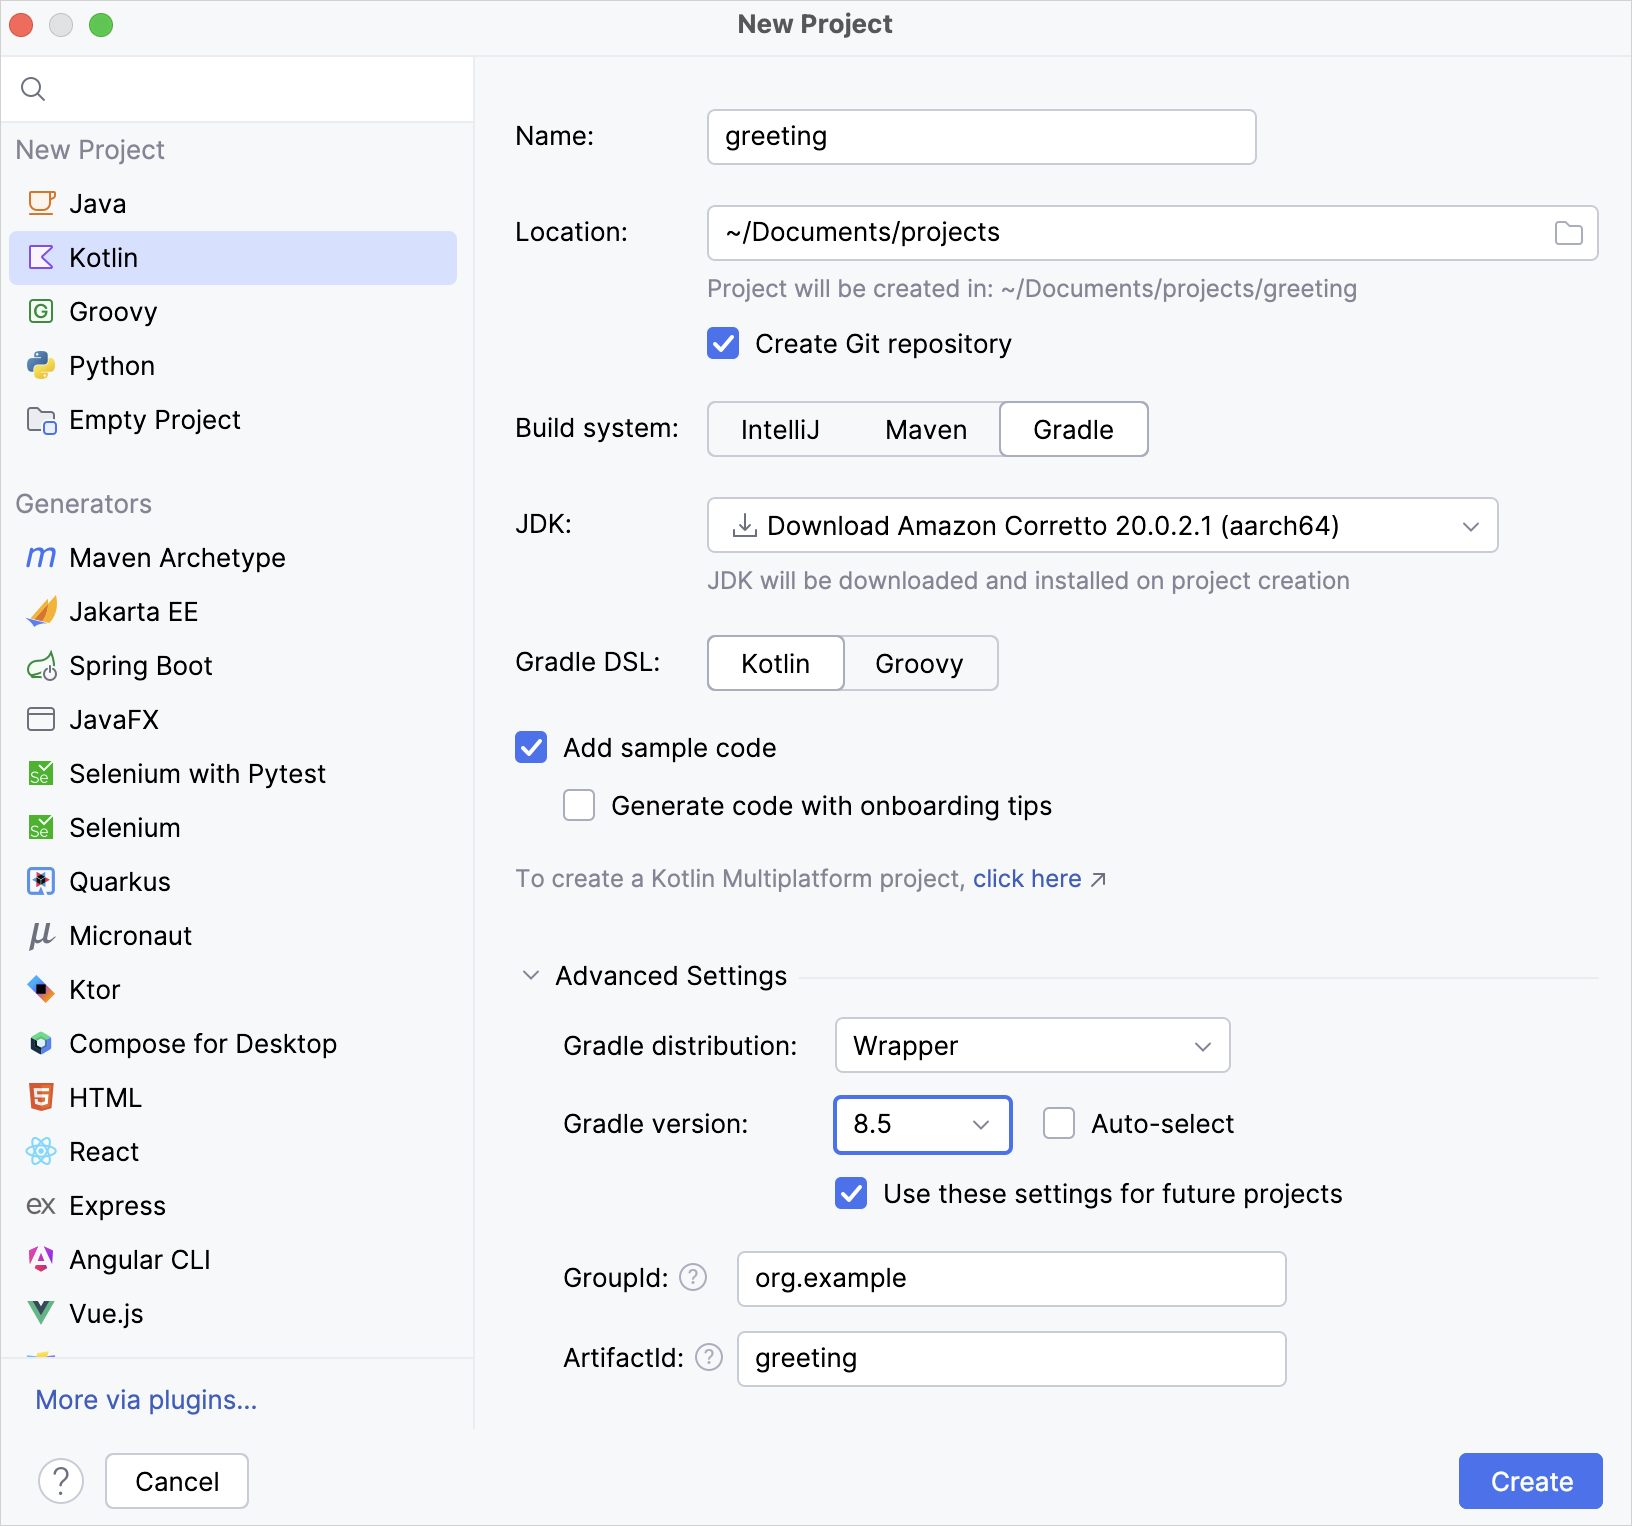 New Project
New Project
Java
Kotlin
Groovy
Python
Empty Project
Generators
Maven Archetype
Jakarta EE
Spring Boot
JavaFX
Selenium with Pytest
Selenium
Quarkus
Micronaut
Ktor
Compose for Desktop
HTML
React
ex Express
Angular CLI
Vue.js
More via plugins...
Name: greeting
Location: ~/Documents/projects
Project will be created in: ~/Documents/projects/greeting
Create Git repository
Build system: IntelliJ Maven Gradle
JDK: Download Amazon Corretto 20.0.2.1 (aarch64)
JDK will be downloaded and installed on project creation
Gradle DSL: Kotlin Groovy
Add sample code
Generate code with onboarding tips
To create a Kotlin Multiplatform project, click here ↗
Advanced Settings
Gradle distribution: Wrapper
Gradle version: 8.5 Auto-select
Use these settings for future projects
GroupId: ? org.example
ArtifactId: ? greeting
? Cancel Create